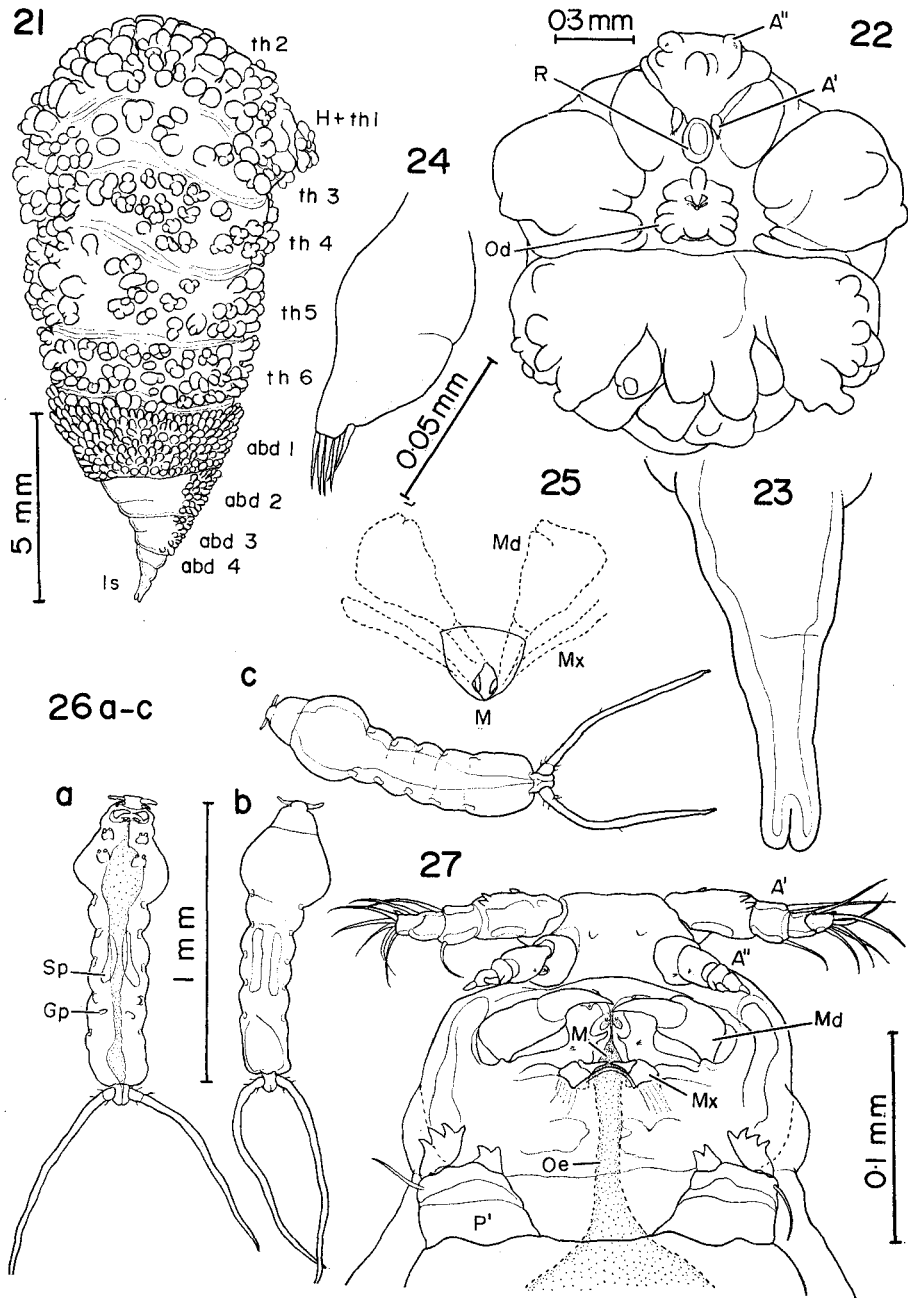 21
th 2
H + th 1
th 3
th 4
th 5
th 6
abd 1
abd 2
abd 3
abd 4
ls
5 mm
22
0.3 mm
A"
R
A'
Od
24
0.05 mm
23
25
Md
Mx
M
26 a-c
c
a
b
Sp
Gp
1 mm
27
A'
A"
Md
M
Mx
Oe
P'
0.1 mm